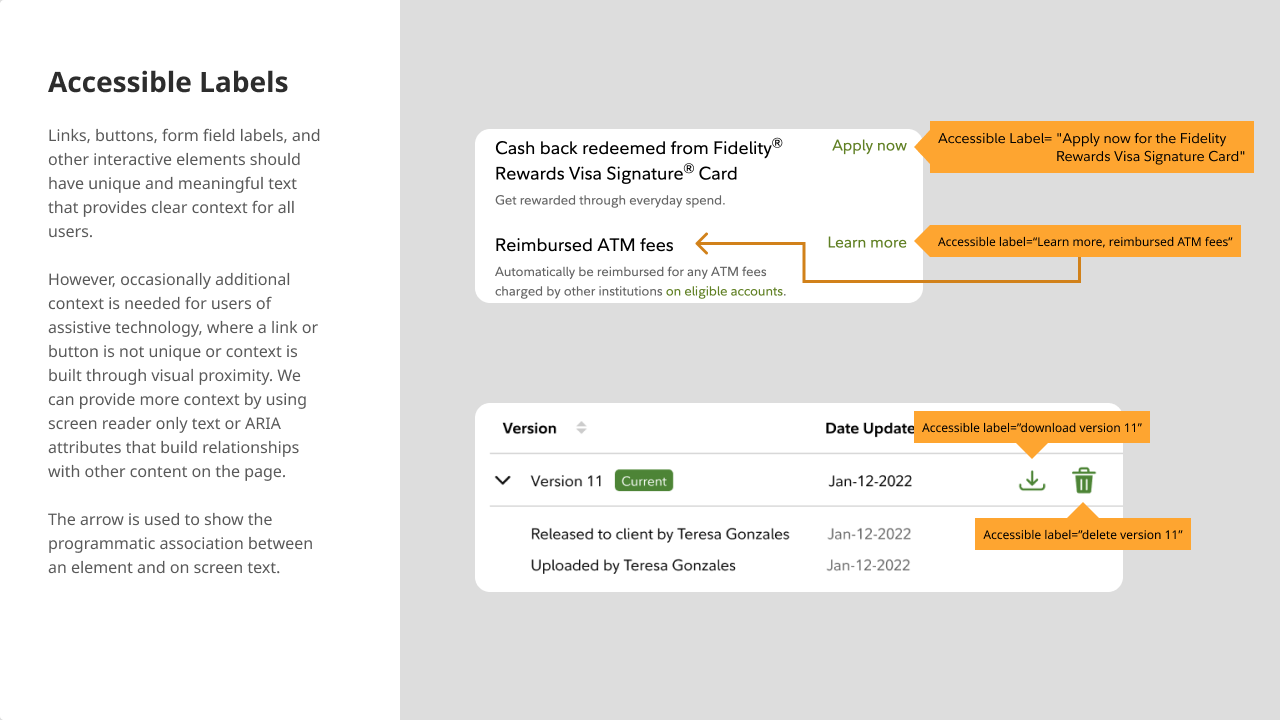 Accessible Labels
Links, buttons, form field labels, and
other interactive elements should
have unique and meaningful text
that provides clear context for all
users.
However, occasionally additional
context is needed for users of
assistive technology, where a link or
button is not unique or context is
built through visual proximity. We
can provide more context by using
screen reader only text or ARIA
attributes that build relationships
with other content on the page.
The arrow is used to show the
programmatic association between
an element and on screen text.
Cash back redeemed from Fidelity®
Rewards Visa Signature® Card
Get rewarded through everyday spend.
Apply now
Accessible Label= "Apply now for the Fidelity
Rewards Visa Signature Card"
Reimbursed ATM fees
Automatically be reimbursed for any ATM fees
charged by other institutions on eligible accounts.
Learn more
Accessible label=“Learn more, reimbursed ATM fees”
Version
Date Update
Accessible label=“download version 11”
Version 11
Current
Jan-12-2022
Accessible label=“delete version 11”
Released to client by Teresa Gonzales
Jan-12-2022
Uploaded by Teresa Gonzales
Jan-12-2022